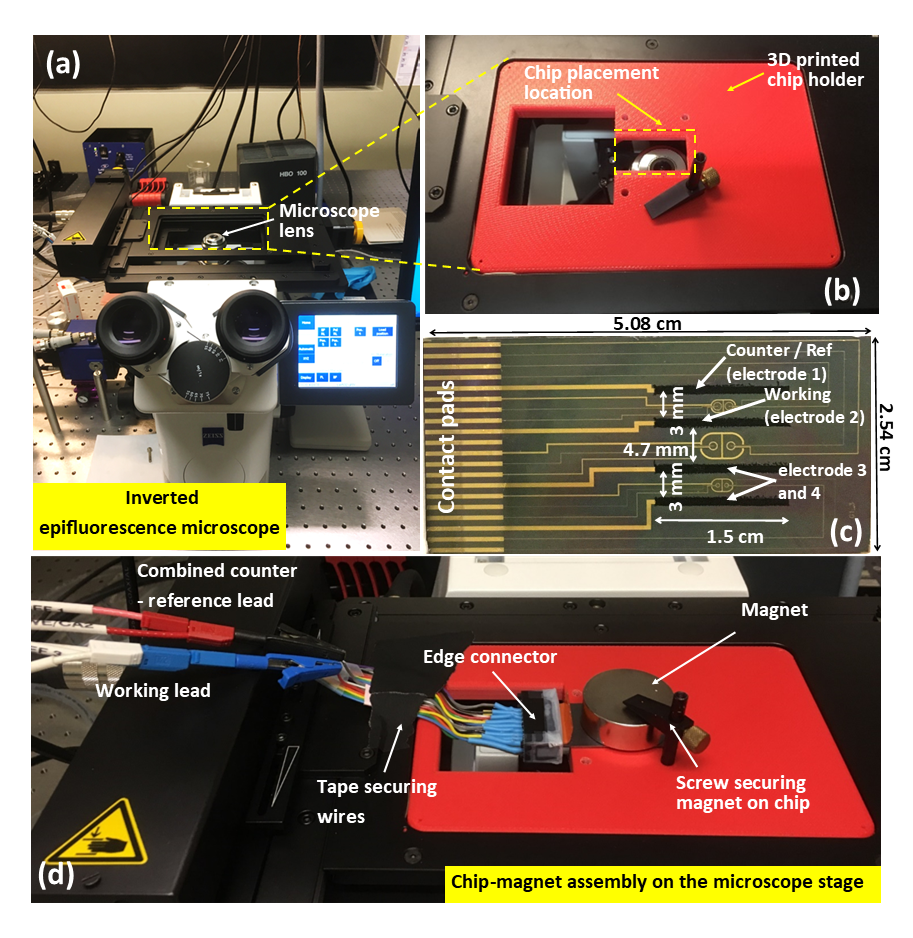 (a)
HBO 100
Microscope
lens
ZEISS
Inverted
epifluorescence microscope
3D printed
chip holder
Chip placement
location
(b)
5.08 cm
Counter / Ref
(electrode 1)
Working
(electrode 2)
3 mm
4.7 mm
3 mm
Contact pads
electrode 3
and 4
1.5 cm
2.54 cm
(c)
Combined counter
- reference lead
Working lead
Edge connector
Magnet
Tape securing
wires
Screw securing
magnet on chip
(d)
Chip-magnet assembly on the microscope stage